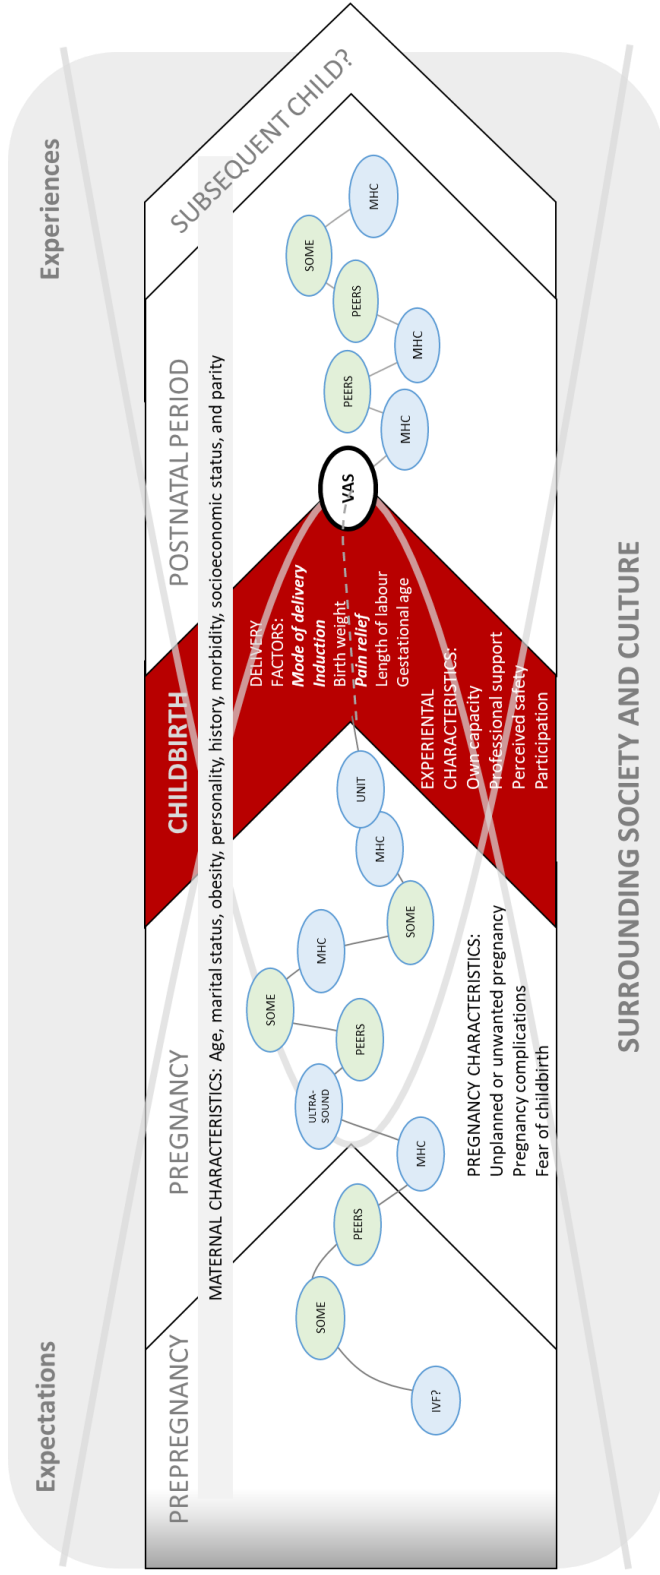 Expectations
Experiences
PREPREGNANCY
PREGNANCY
CHILDBIRTH
POSTNATAL PERIOD
SUBSEQUENT CHILD?
MATERNAL CHARACTERISTICS: Age, marital status, obesity, personality, history, morbidity, socioeconomic status, and parity
IVF?
SOME
PEERS
MHC
ULTRA-
SOUND
PEERS
SOME
MHC
SOME
MHC
UNIT
VAS
MHC
PEERS
MHC
PEERS
SOME
MHC
DELIVERY
FACTORS:
Mode of delivery
Induction
Birth weight
Pain relief
Length of labour
Gestational age
EXPERIENTAL
CHARACTERISTICS:
Own capacity
Professional support
Perceived safety
Participation
PREGNANCY CHARACTERISTICS:
Unplanned or unwanted pregnancy
Pregnancy complications
Fear of childbirth
SURROUNDING SOCIETY AND CULTURE